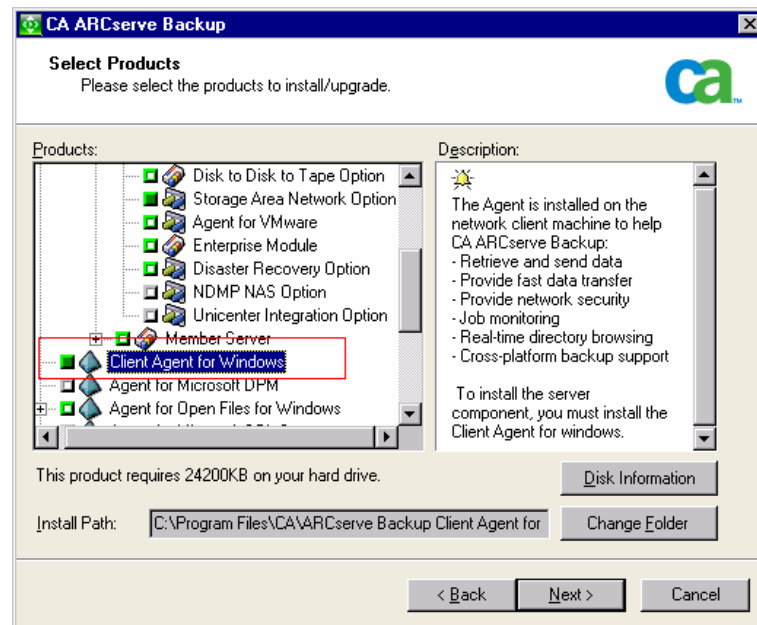 CA ARCserve Backup
Select Products
Please select the products to install/upgrade.
ca
TM
Products:
Disk to Disk to Tape Option
Storage Area Network Option
Agent for VMware
Enterprise Module
Disaster Recovery Option
NDMP NAS Option
Unicenter Integration Option
Member Server
Client Agent for Windows
Agent for Microsoft DPM
Agent for Open Files for Windows
Description:
The Agent is installed on the
network client machine to help
CA ARCserve Backup:
- Retrieve and send data
- Provide fast data transfer
- Provide network security
- Job monitoring
- Real-time directory browsing
- Cross-platform backup support
To install the server
component, you must install the
Client Agent for windows.
This product requires 24200KB on your hard drive.
Disk Information
Install Path:
C:\Program Files\CA\ARCserve Backup Client Agent for
Change Folder
< Back
Next >
Cancel